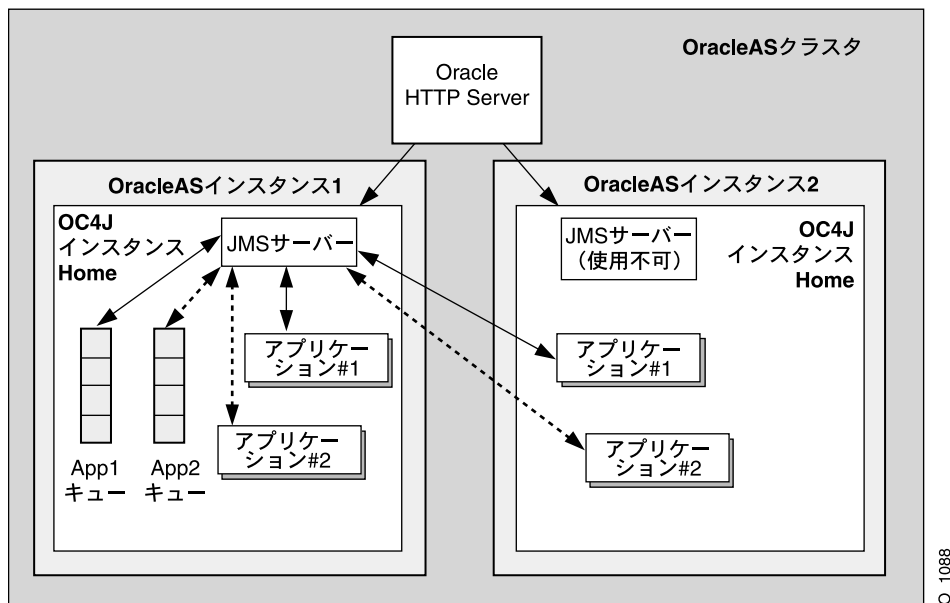 OracleASクラスタ
Oracle
HTTP Server
OracleASインスタンス1
OC4J
インスタンス
Home
JMSサーバー
アプリケー
ション#1
アプリケー
ション#2
App1
キュー
App2
キュー
OracleASインスタンス2
JMSサーバー
（使用不可）
OC4J
インスタンス
Home
アプリケー
ション#1
アプリケー
ション#2
O_1088